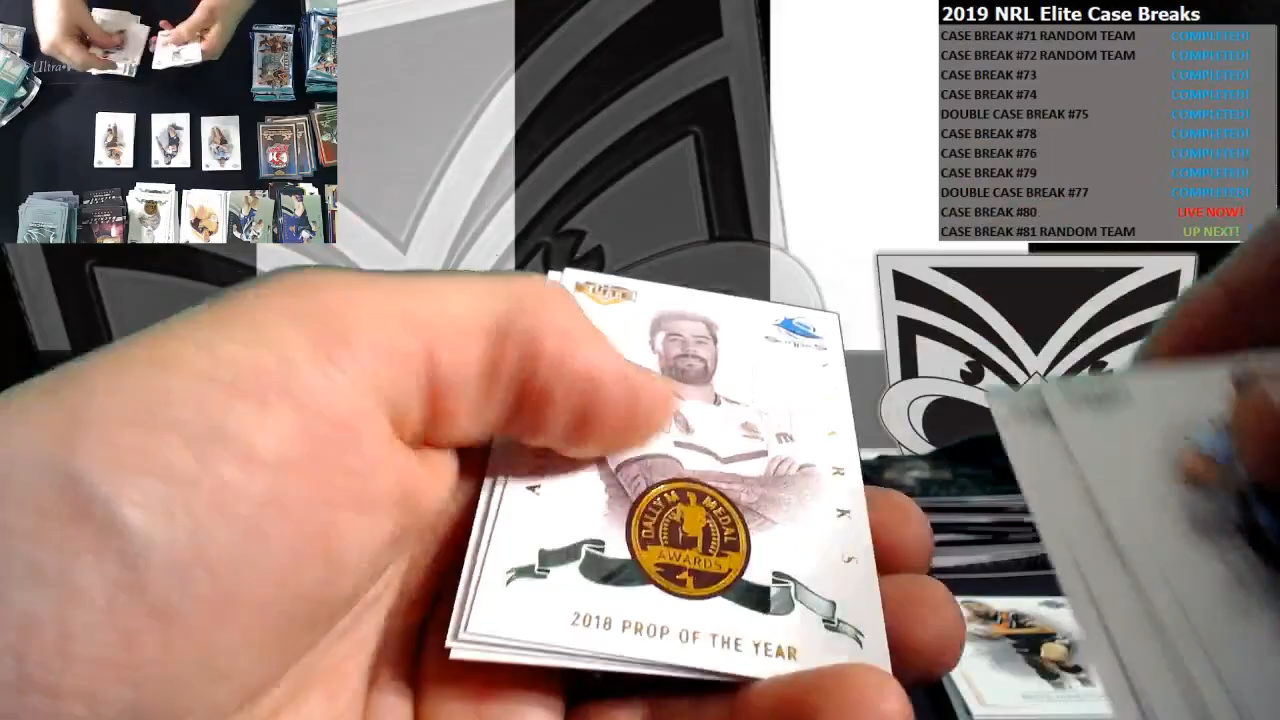 2019 NRL Elite Case Breaks
CASE BREAK #71 RANDOM TEAM COMPLETED!
CASE BREAK #72 RANDOM TEAM COMPLETED!
CASE BREAK #73 COMPLETED!
CASE BREAK #74 COMPLETED!
DOUBLE CASE BREAK #75 COMPLETED!
CASE BREAK #78 COMPLETED!
CASE BREAK #76 COMPLETED!
CASE BREAK #79 COMPLETED!
DOUBLE CASE BREAK #77 COMPLETED!
CASE BREAK #80 LIVE NOW!
CASE BREAK #81 RANDOM TEAM UP NEXT!
Ultra
DALLY M MEDAL
AWARDS
2018 PROP OF THE YEAR